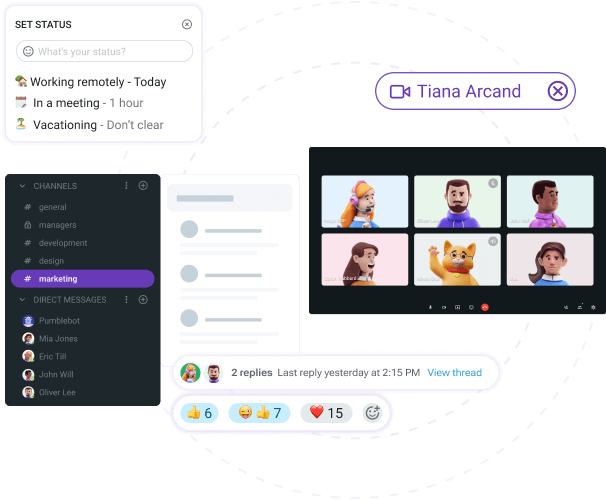 SET STATUS
What's your status?
Working remotely - Today
In a meeting - 1 hour
Vacationing - Don't clear
Tiana Arcand
CHANNELS
# general
managers
# development
# design
# marketing
DIRECT MESSAGES
Pumblebot
Mia Jones
Eric Till
John Will
Oliver Lee
2 replies Last reply yesterday at 2:15 PM View thread
6
7
15